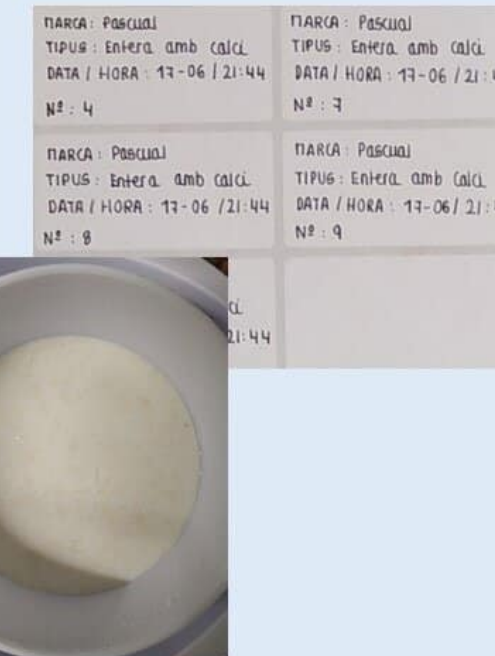 MARCA : Pascual
TIPUS : Entera amb calci
DATA / HORA : 17-06 / 21:44
Nº : 4
MARCA : Pascual
TIPUS : Entera amb calci
DATA / HORA : 17-06 / 21:
Nº : 7
MARCA : Pascual
TIPUS : Entera amb calci
DATA / HORA : 17-06 / 21:44
Nº : 8
MARCA : Pascual
TIPUS : Entera amb calci
DATA / HORA : 17-06 / 21:
Nº : 9
ci
21:44